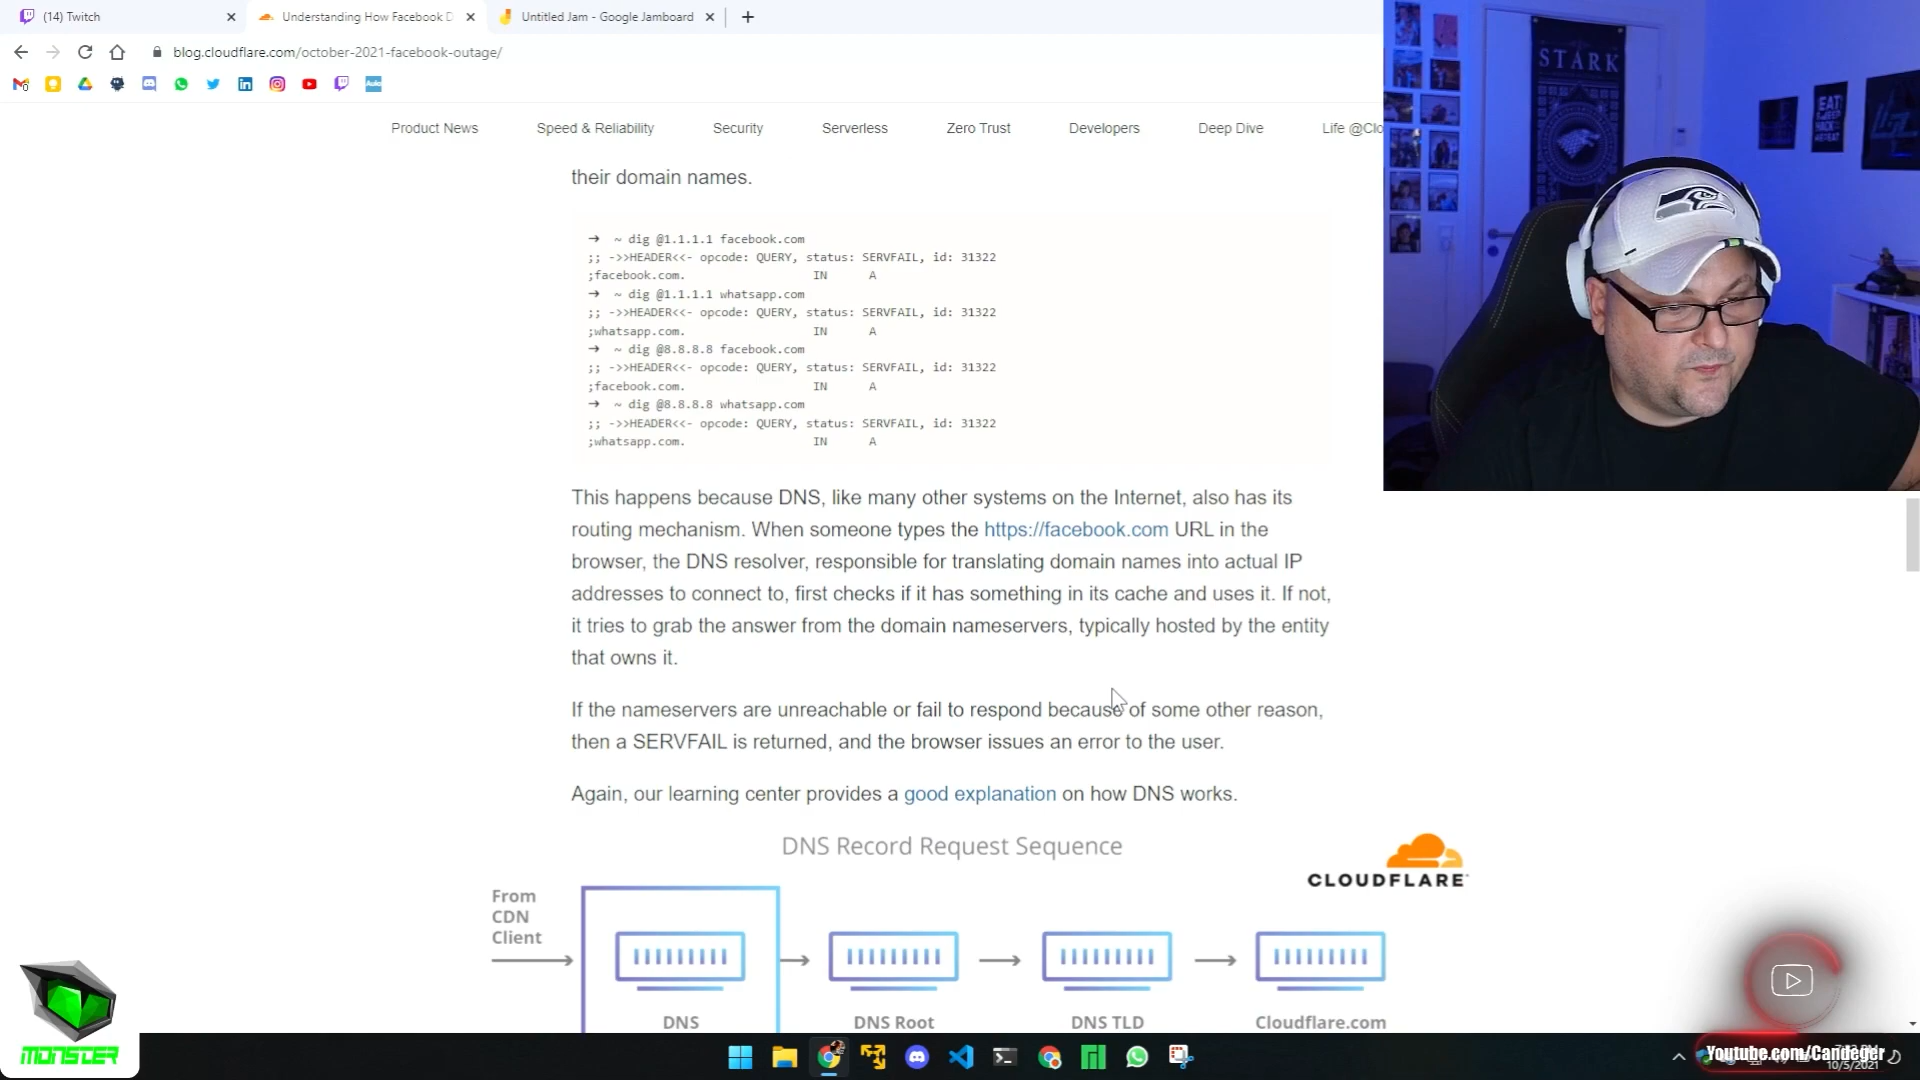 (14) Twitch
Understanding How Facebook D
Untitled Jam - Google Jamboard
blog.cloudflare.com/october-2021-facebook-outage/
Product News
Speed & Reliability
Security
Serverless
Zero Trust
Developers
Deep Dive
Life @Clo
STARK
EAT
SLEEP
HACK
REPEAT
their domain names.
→ ~ dig @1.1.1.1 facebook.com
;; ->>HEADER<<- opcode: QUERY, status: SERVFAIL, id: 31322
;facebook.com. IN A
→ ~ dig @1.1.1.1 whatsapp.com
;; ->>HEADER<<- opcode: QUERY, status: SERVFAIL, id: 31322
;whatsapp.com. IN A
→ ~ dig @8.8.8.8 facebook.com
;; ->>HEADER<<- opcode: QUERY, status: SERVFAIL, id: 31322
;facebook.com. IN A
→ ~ dig @8.8.8.8 whatsapp.com
;; ->>HEADER<<- opcode: QUERY, status: SERVFAIL, id: 31322
;whatsapp.com. IN A
This happens because DNS, like many other systems on the Internet, also has its
routing mechanism. When someone types the https://facebook.com URL in the
browser, the DNS resolver, responsible for translating domain names into actual IP
addresses to connect to, first checks if it has something in its cache and uses it. If not,
it tries to grab the answer from the domain nameservers, typically hosted by the entity
that owns it.
If the nameservers are unreachable or fail to respond because of some other reason,
then a SERVFAIL is returned, and the browser issues an error to the user.
Again, our learning center provides a good explanation on how DNS works.
DNS Record Request Sequence
CLOUDFLARE
From
CDN
Client
DNS
DNS Root
DNS TLD
Cloudflare.com
MONSTER
Youtube.com/Candeger
10/5/2021